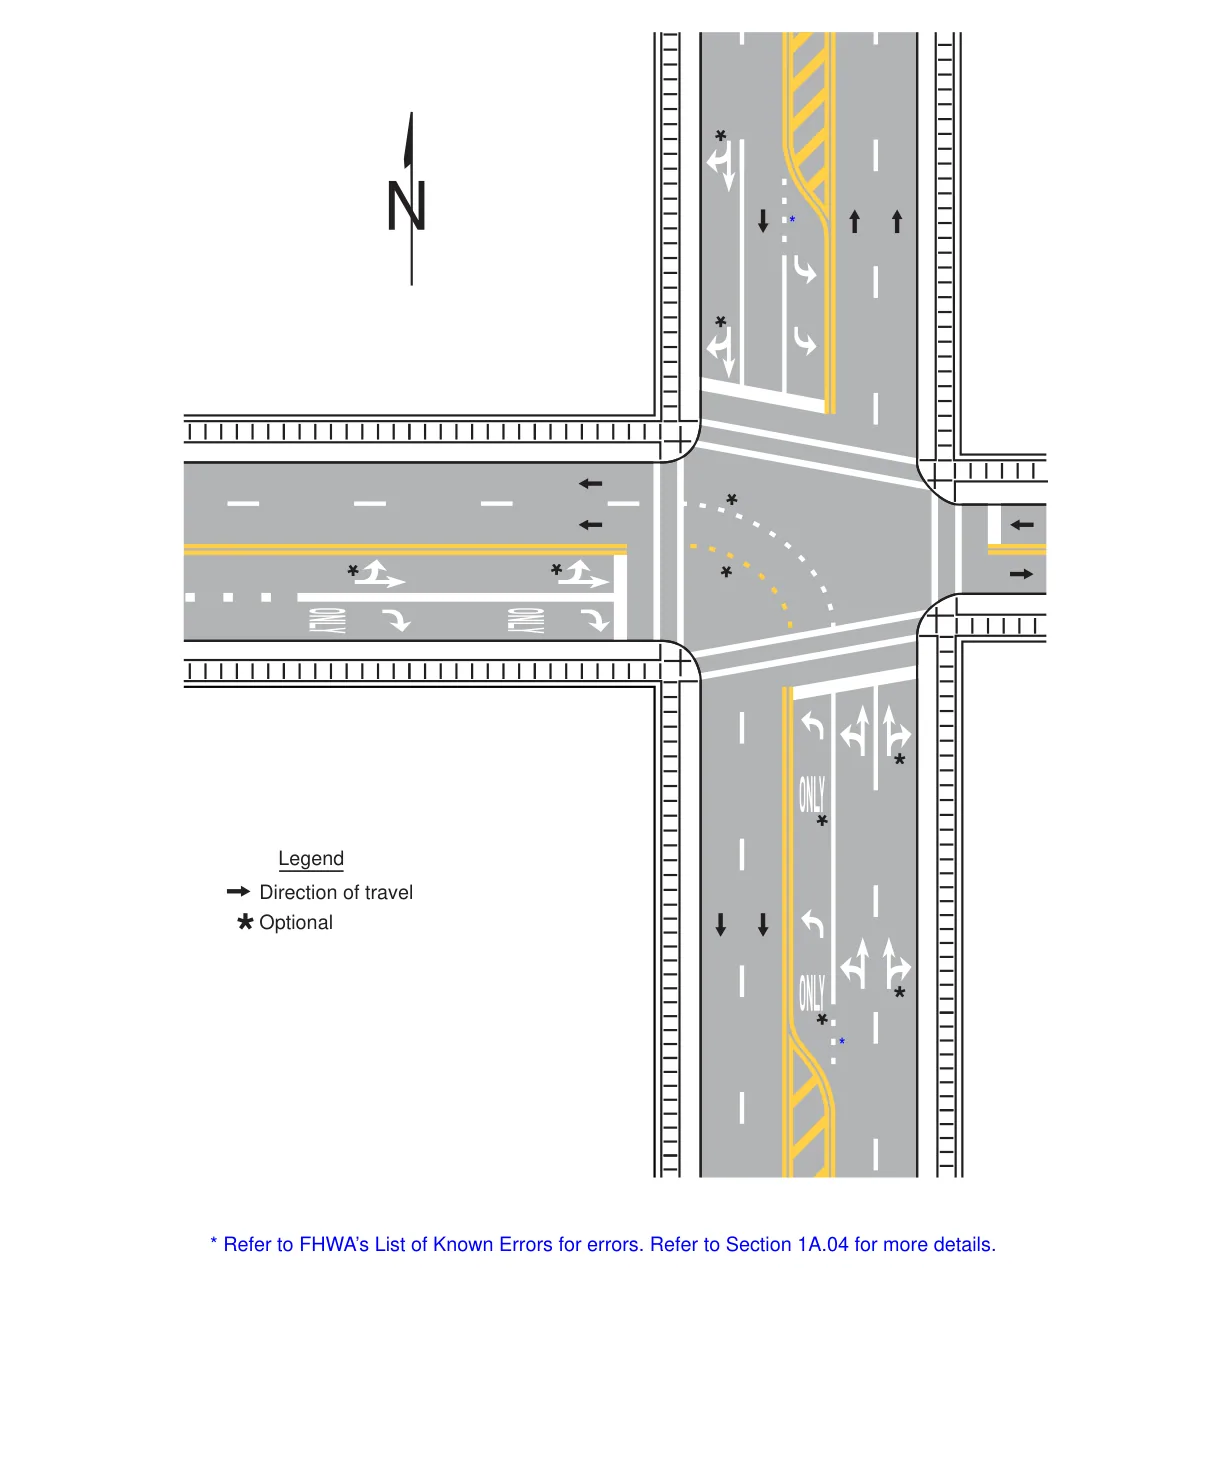 *
*
N
*
*
*
*
*
*
ONLY
ONLY
*
ONLY
*
Legend
Direction of travel
* Optional
*
ONLY
*
*
* Refer to FHWA's List of Known Errors for errors. Refer to Section 1A.04 for more details.